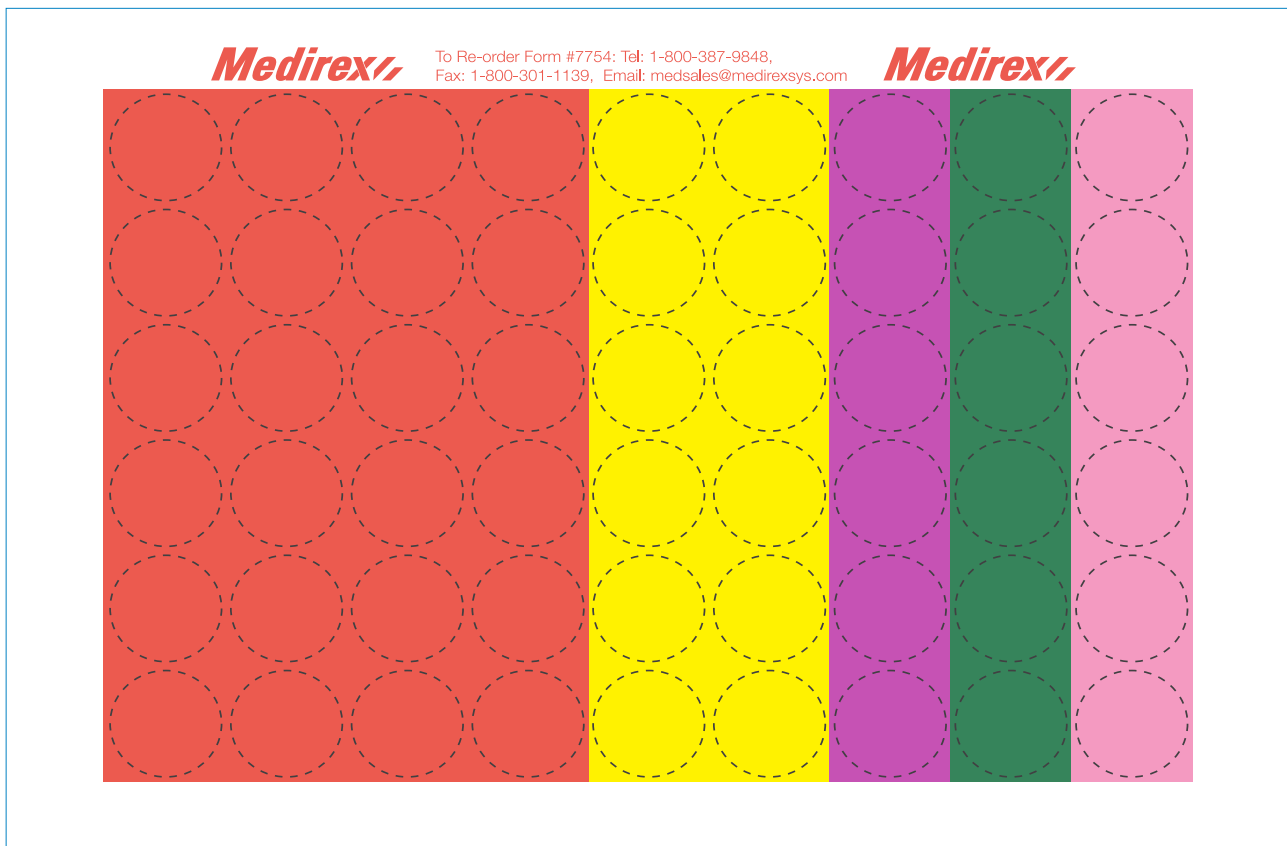 Medirex
To Re-order Form #7754: Tel: 1-800-387-9848,
Fax: 1-800-301-1139, Email: medsales@medirexsys.com
Medirex